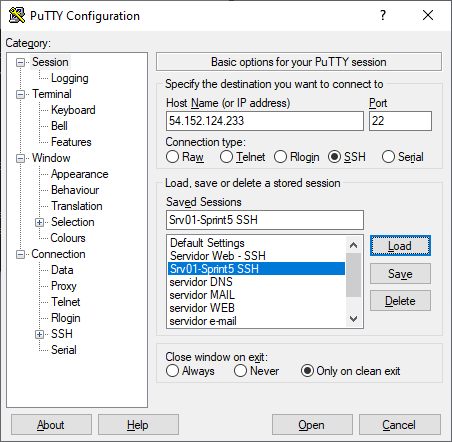 PuTTY Configuration
?
Category:
Session
Logging
Terminal
Keyboard
Bell
Features
Window
Appearance
Behaviour
Translation
Selection
Colours
Connection
Data
Proxy
Telnet
Rlogin
SSH
Serial
Basic options for your PuTTY session
Specify the destination you want to connect to
Host Name (or IP address) Port
54.152.124.233 22
Connection type:
Raw Telnet Rlogin SSH Serial
Load, save or delete a stored session
Saved Sessions
Srv01-Sprint5 SSH
Default Settings
Servidor Web - SSH
Srv01-Sprint5 SSH
servidor DNS
servidor MAIL
servidor WEB
servidor e-mail
Load
Save
Delete
Close window on exit:
Always Never Only on clean exit
About Help Open Cancel